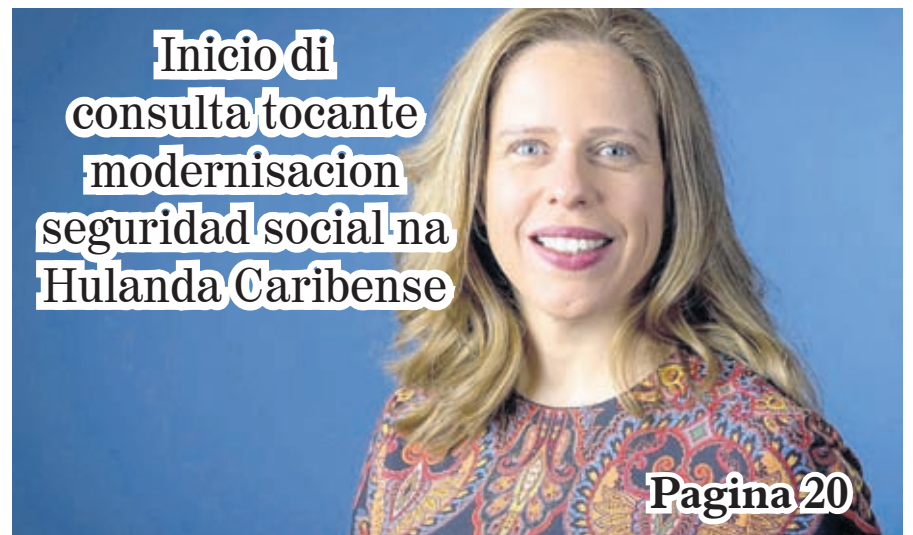 Inicio di
consulta tocante
modernisacion
seguridad social na
Hulanda Caribense
Pagina 20